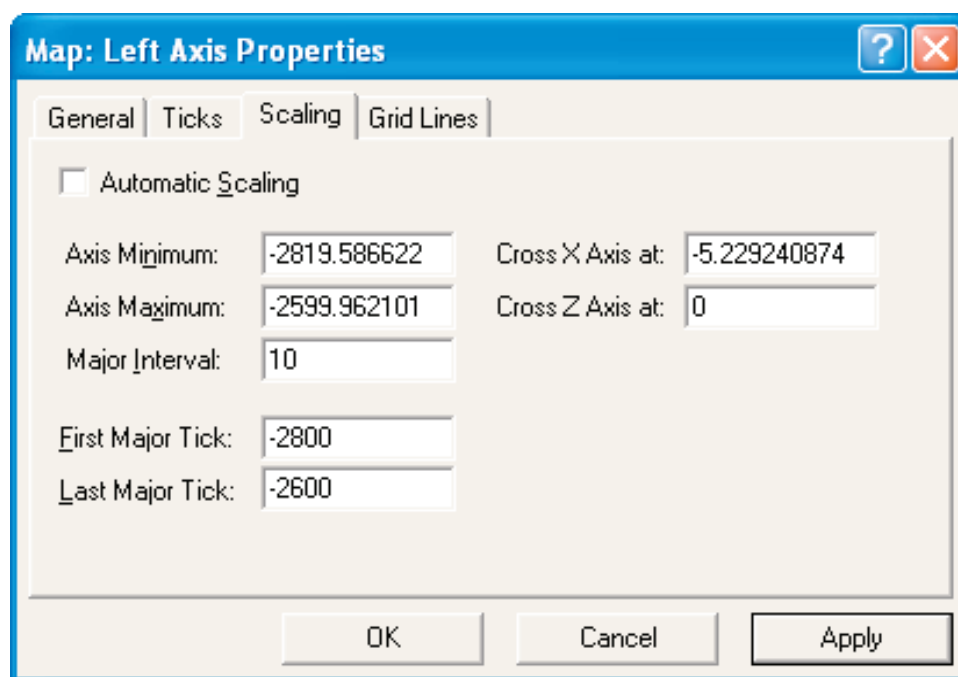 Map: Left Axis Properties
General Ticks Scaling Grid Lines
Automatic Scaling
Axis Minimum: -2819.586622 Cross X Axis at: -5.229240874
Axis Maximum: -2599.962101 Cross Z Axis at: 0
Major Interval: 10
First Major Tick: -2800
Last Major Tick: -2600
OK Cancel Apply